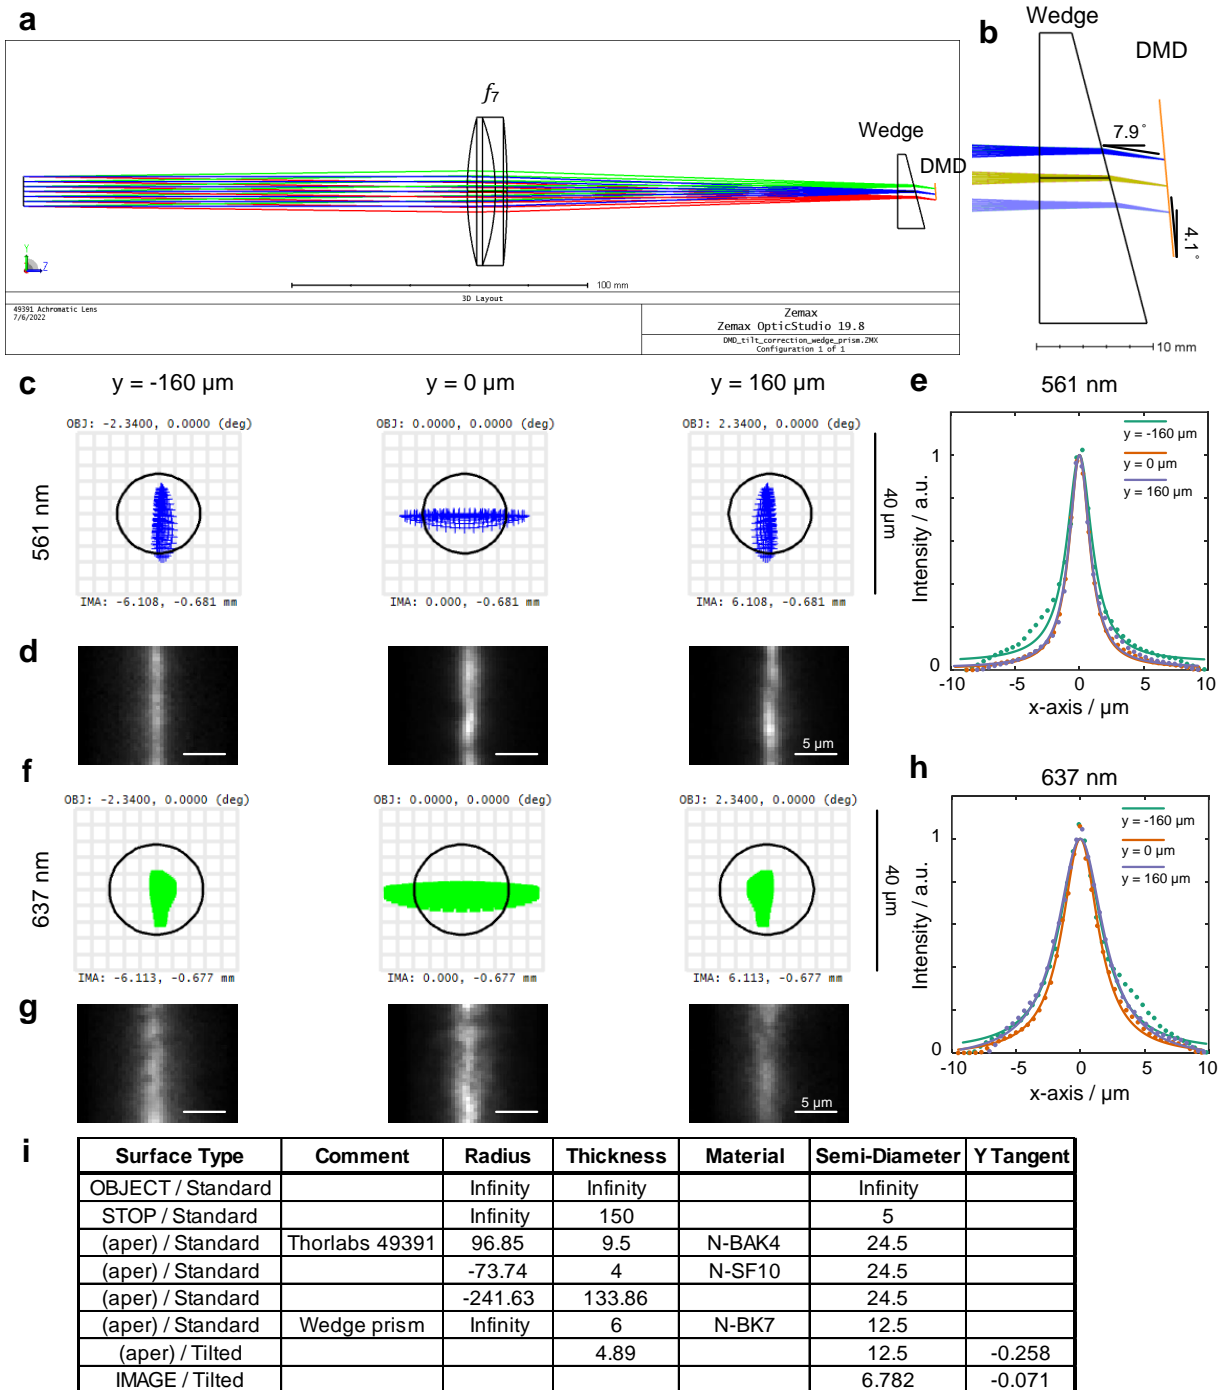 a
f7
Wedge
DMD
Y
Z
100 mm
3D Layout
49391 Achromatic Lens
7/6/2022
Zemax
Zemax OpticStudio 19.8
DMD_tilt_correction_wedge_prism.ZMX
Configuration 1 of 1
b
Wedge
DMD
7.9°
4.1°
10 mm
c
y = -160 µm
y = 0 µm
y = 160 µm
561 nm
OBJ: -2.3400, 0.0000 (deg)
OBJ: 0.0000, 0.0000 (deg)
OBJ: 2.3400, 0.0000 (deg)
40 µm
IMA: -6.108, -0.681 mm
IMA: 0.000, -0.681 mm
IMA: 6.108, -0.681 mm
d
5 µm
e
561 nm
y = -160 µm
y = 0 µm
y = 160 µm
Intensity / a.u.
1
0
-10 -5 0 5 10
x-axis / µm
f
637 nm
OBJ: -2.3400, 0.0000 (deg)
OBJ: 0.0000, 0.0000 (deg)
OBJ: 2.3400, 0.0000 (deg)
40 µm
IMA: -6.113, -0.677 mm
IMA: 0.000, -0.677 mm
IMA: 6.113, -0.677 mm
g
5 µm
h
637 nm
y = -160 µm
y = 0 µm
y = 160 µm
Intensity / a.u.
1
0
-10 -5 0 5 10
x-axis / µm
i
Surface Type Comment Radius Thickness Material Semi-Diameter Y Tangent
OBJECT / Standard Infinity Infinity Infinity
STOP / Standard Infinity 150 5
(aper) / Standard Thorlabs 49391 96.85 9.5 N-BAK4 24.5
(aper) / Standard -73.74 4 N-SF10 24.5
(aper) / Standard -241.63 133.86 24.5
(aper) / Standard Wedge prism Infinity 6 N-BK7 12.5
(aper) / Tilted 4.89 12.5 -0.258
IMAGE / Tilted 6.782 -0.071